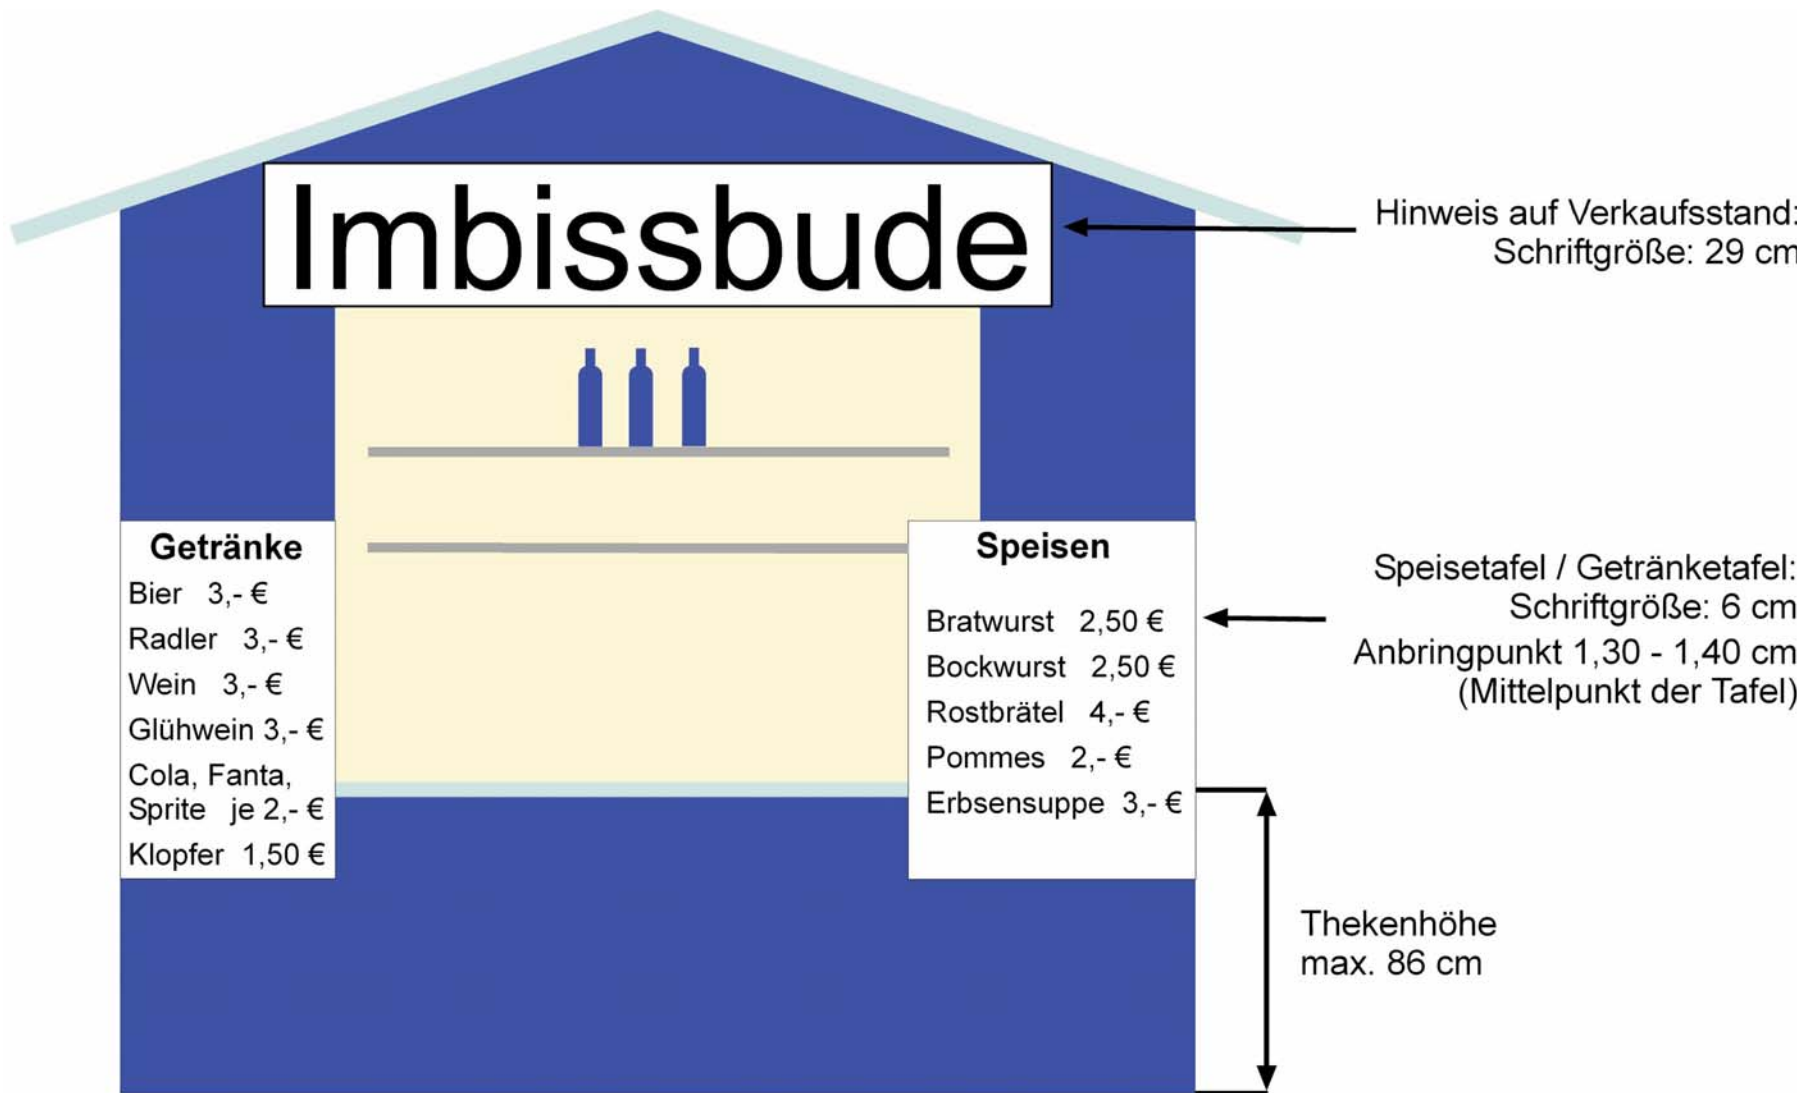 Imbissbude
Hinweis auf Verkaufsstand:
Schriftgröße: 29 cm
Getränke
Bier 3,- €
Radler 3,- €
Wein 3,- €
Glühwein 3,- €
Cola, Fanta,
Sprite je 2,- €
Klopfer 1,50 €
Speisen
Bratwurst 2,50 €
Bockwurst 2,50 €
Rostbrätel 4,- €
Pommes 2,- €
Erbsensuppe 3,- €
Speisetafel / Getränketafel:
Schriftgröße: 6 cm
Anbringpunkt 1,30 - 1,40 cm
(Mittelpunkt der Tafel)
Thekenhöhe
max. 86 cm